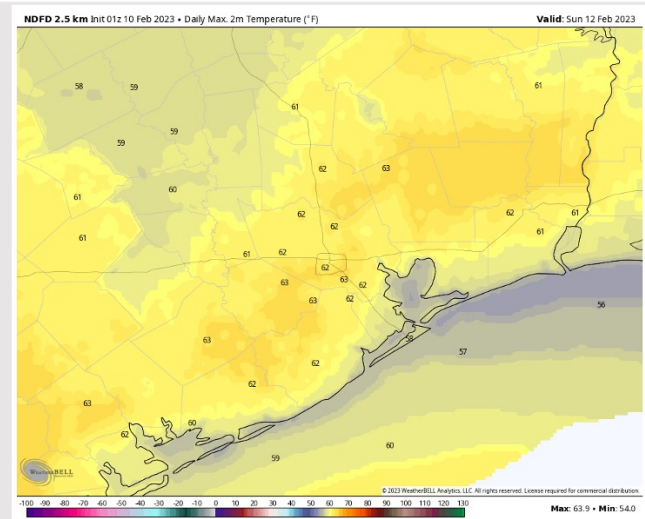 NDFD 2.5 km Init 01z 10 Feb 2023 • Daily Max. 2m Temperature (°F)
Valid: Sun 12 Feb 2023
58 59 61 61
59 59
62 63
60
61
62 62 61
61 62 61
61 62
62
63 63 62
63 62 56
63 58
62 57
62
63
60
62
59 60
WeatherBELL
© 2023 WeatherBELL Analytics, LLC. All rights reserved. License required for commercial distribution.
-100 -90 -80 -70 -60 -50 -40 -30 -20 -10 0 10 20 30 40 50 60 70 80 90 100 110 120 130
Max: 63.9 • Min: 54.0